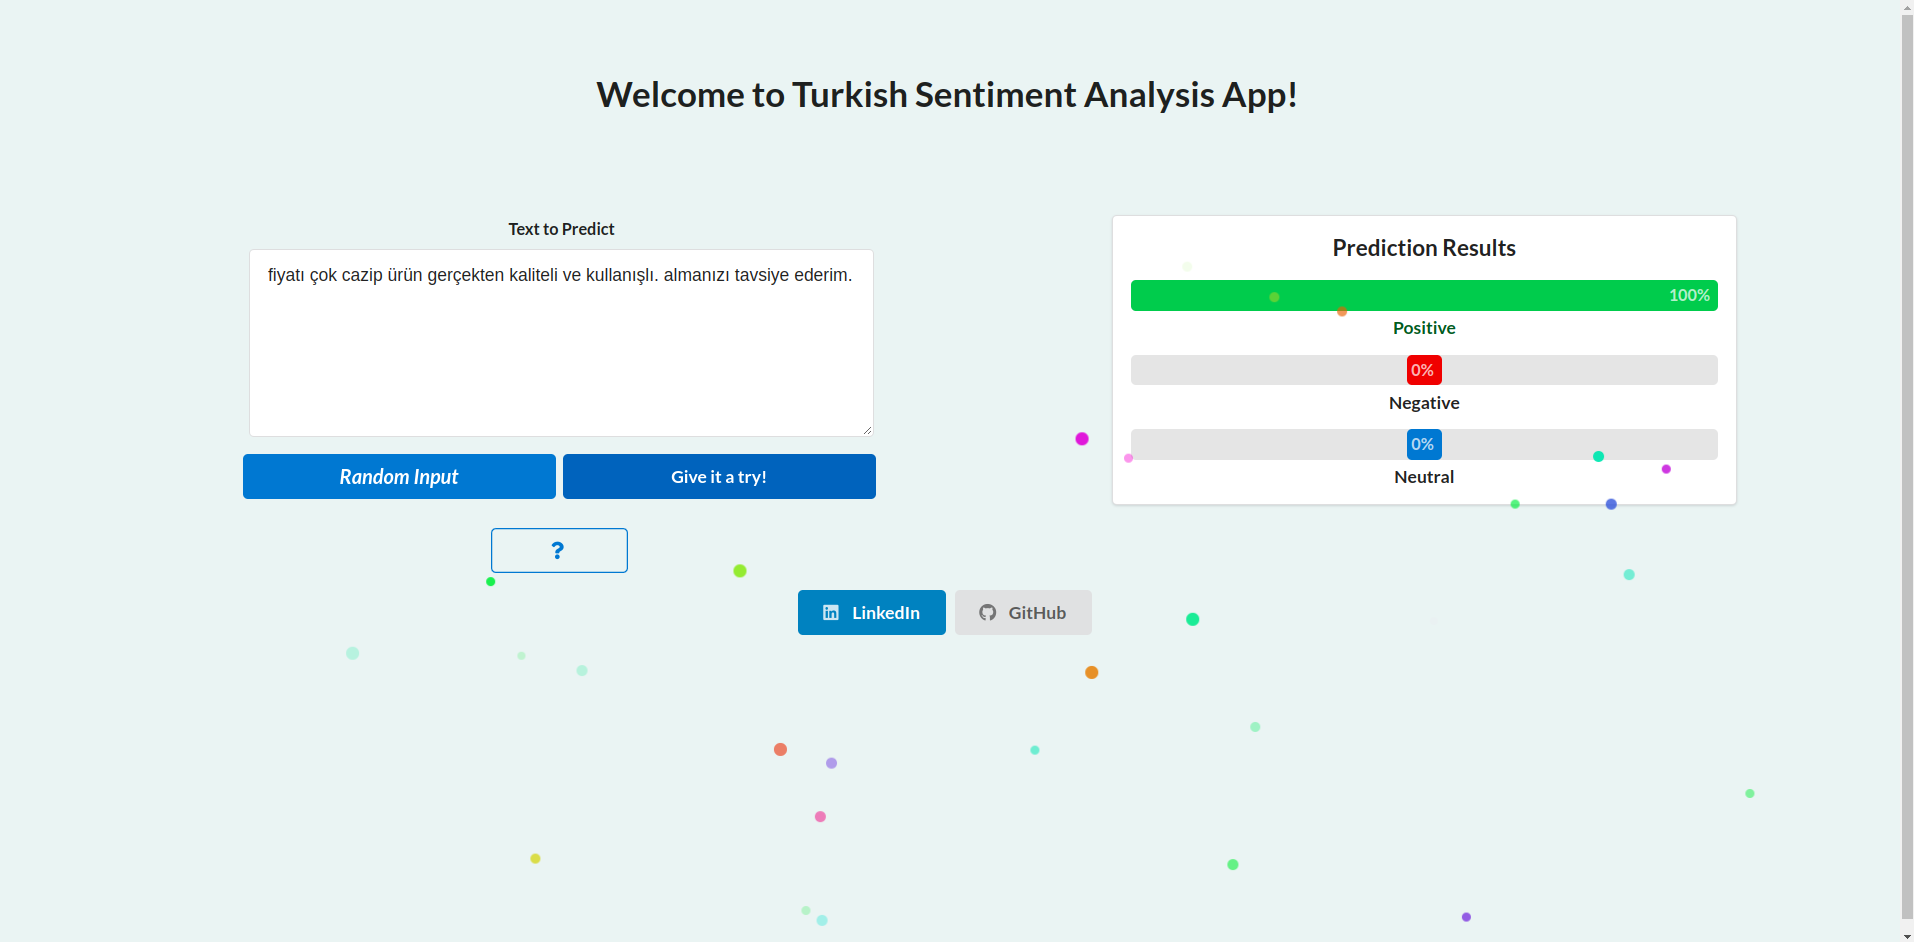 Welcome to Turkish Sentiment Analysis App!
Text to Predict
fiyatı çok cazip ürün gerçekten kaliteli ve kullanışlı. almanızı tavsiye ederim.
Random Input
Give it a try!
?
Prediction Results
100%
Positive
0%
Negative
0%
Neutral
LinkedIn
GitHub